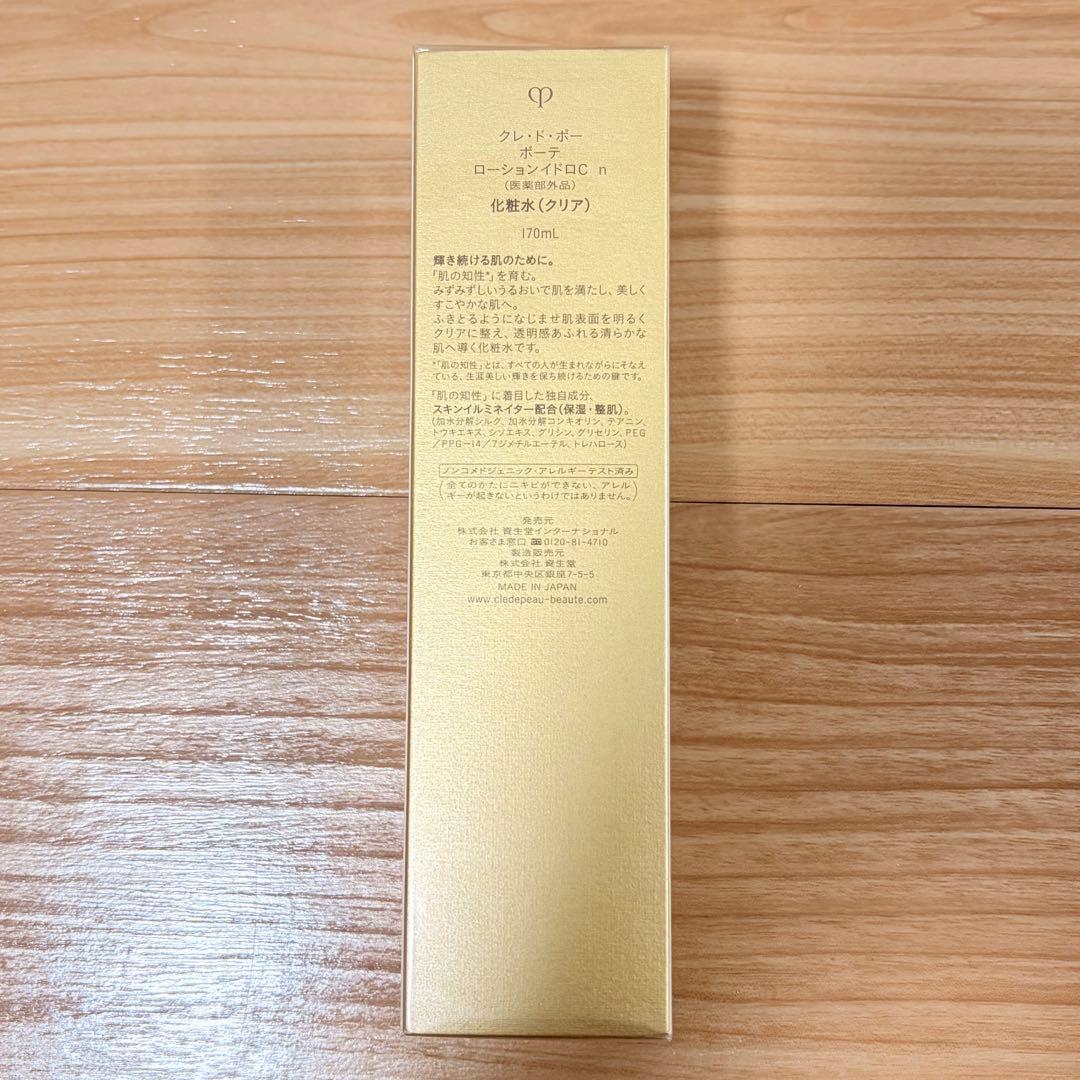 クレ・ド・ポー
ボーテ
ローションイドロC n
(医薬部外品)
化粧水(クリア)
170mL
輝き続ける肌のために。
「肌の知性*」を育む。
みずみずしいうるおいで肌を満たし、美しく
すこやかな肌へ。
ふきとるようになじませ肌表面を明るく
クリアに整え、透明感あふれる清らかな
肌へ導く化粧水です。
*「肌の知性」とは、すべての人が生まれながらにそなえ
ている、生涯美しい輝きを保ち続けるための鍵です。
「肌の知性」に着目した独自成分、
スキンイルミネイター配合(保湿・整肌)。
(加水分解シルク、加水分解コンキオリン、テアニン、
トウキエキス、シソエキス、グリシン、グリセリン、PEG
/PPG-14/7ジメチルエーテル、トレハロース)
ノンコメドジェニック・アレルギーテスト済み
(全てのかたにニキビができない、アレル
ギーが起きないというわけではありません。)
発売元
株式会社 資生堂インターナショナル
お客さま窓口 0120-81-4710
製造販売元
株式会社 資生堂
東京都中央区銀座7-5-5
MADE IN JAPAN
www.cledepeau-beaute.com